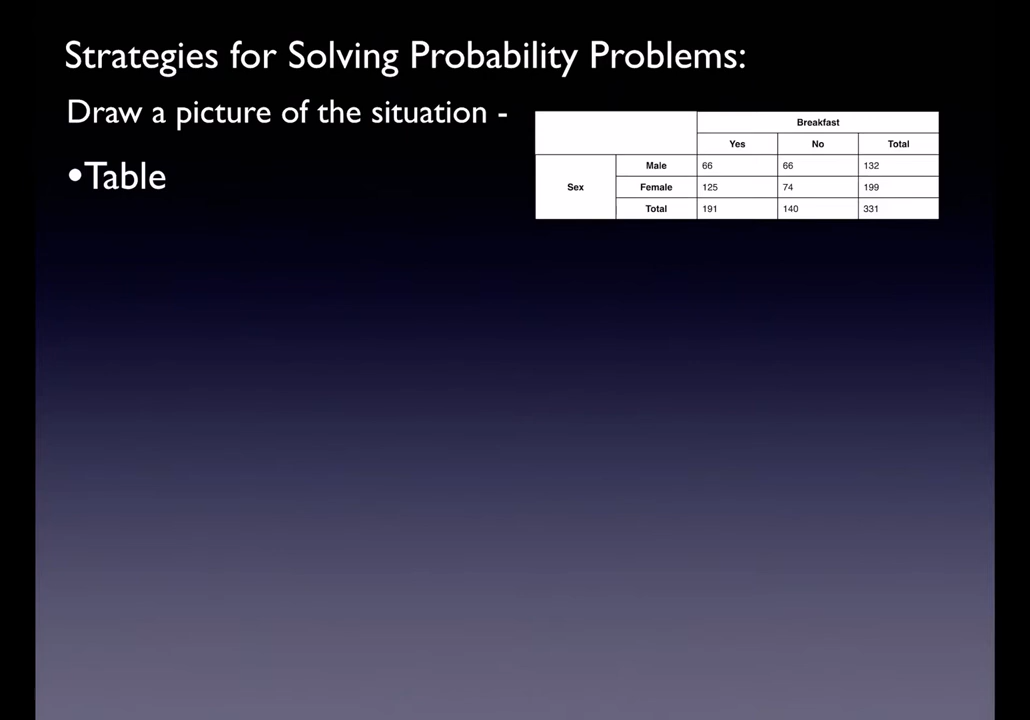 Strategies for Solving Probability Problems:
Draw a picture of the situation -
•Table
Breakfast
Yes No Total
Sex Male 66 66 132
Female 125 74 199
Total 191 140 331